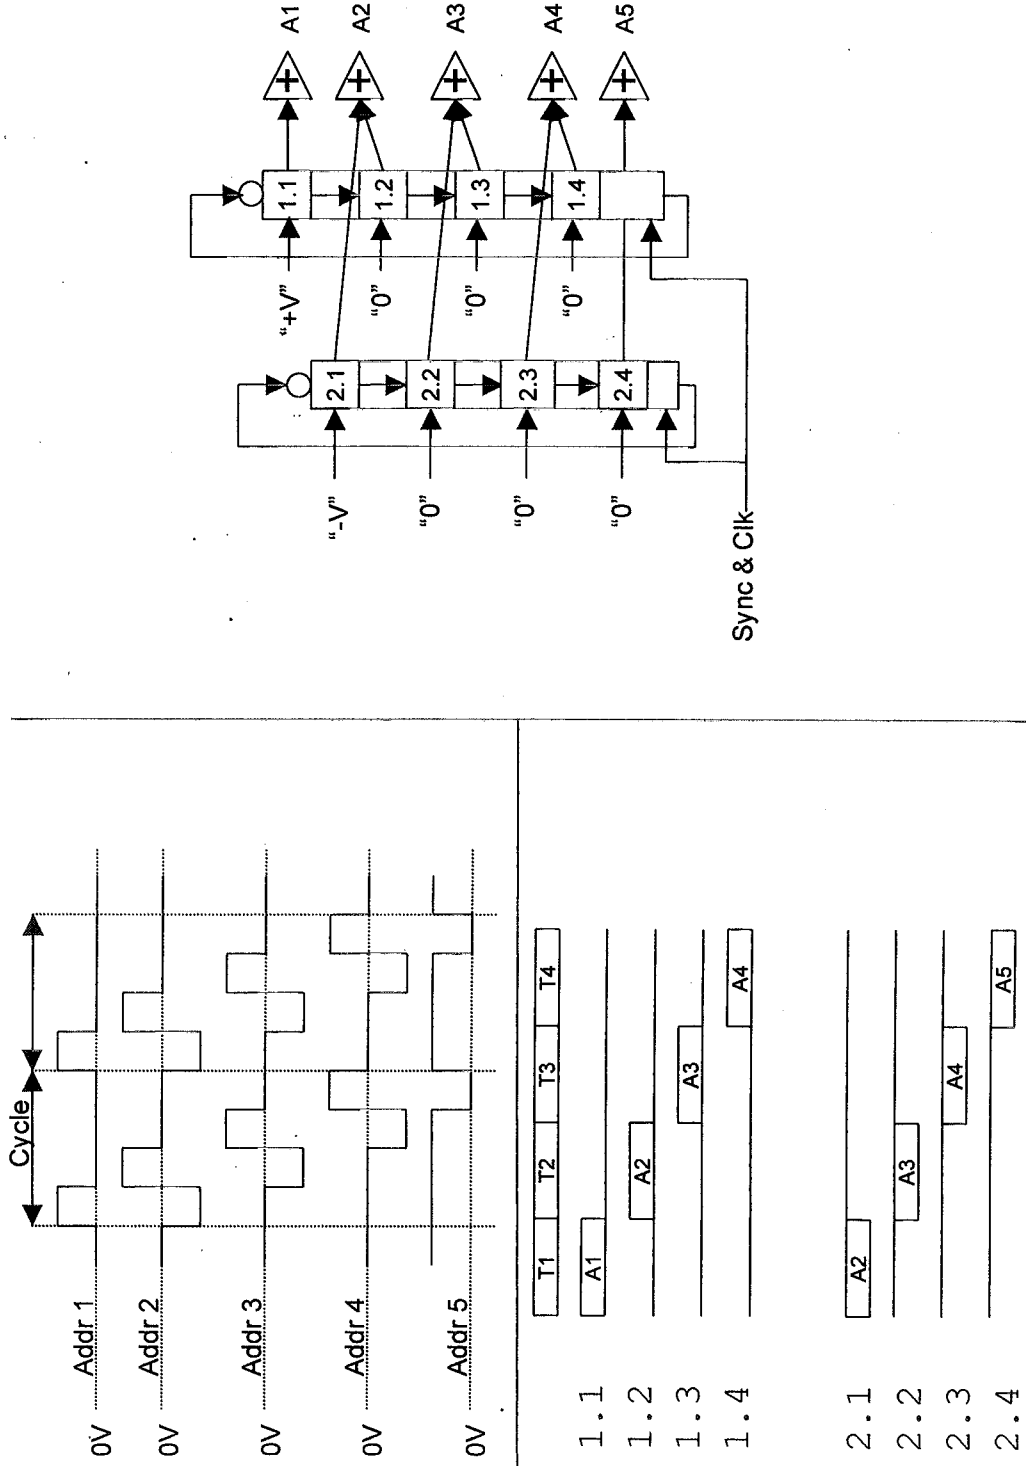 Cycle
0V Addr 1
0V Addr 2
0V Addr 3
0V Addr 4
0V Addr 5
T1 T2 T3 T4
1.1 A1
1.2 A2
1.3 A3
1.4 A4
2.1 A2
2.2 A3
2.3 A4
2.4 A5
A1
A2
A3
A4
A5
+ + + + +
1.1 1.2 1.3 1.4
“+V” “0” “0” “0”
2.1 2.2 2.3 2.4
“-V” “0” “0” “0”
Sync & Clk